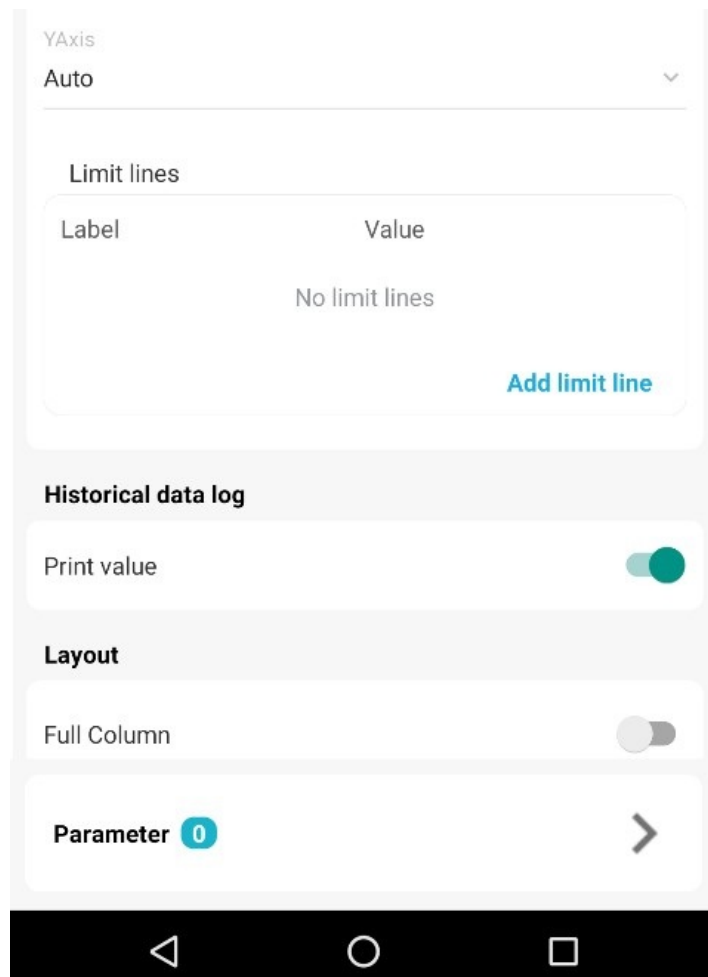 YAxis
Auto
Limit lines
Label Value
No limit lines
Add limit line
Historical data log
Print value
Layout
Full Column
Parameter 0